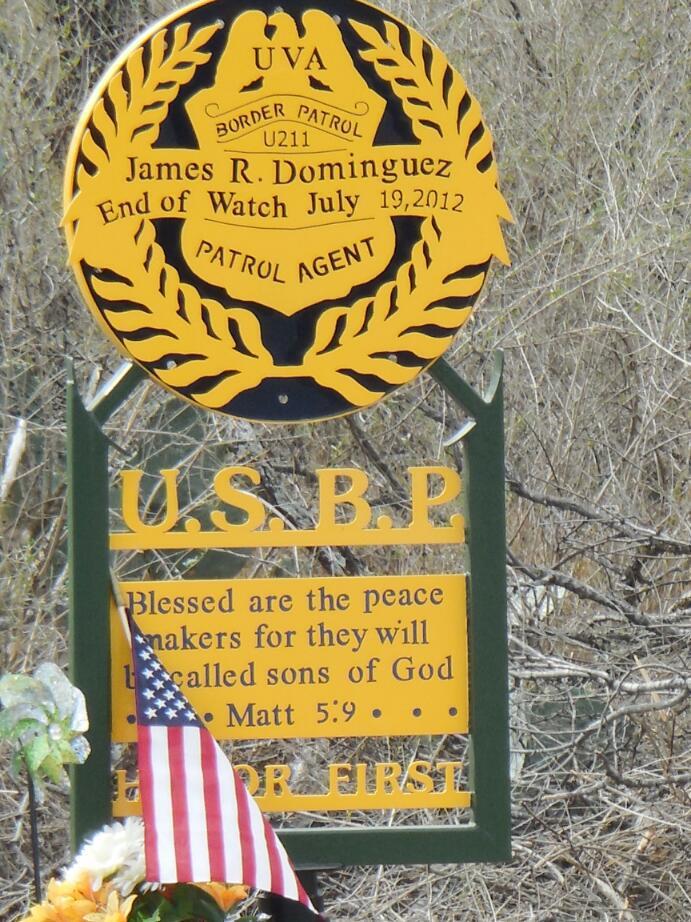 UVA
BORDER PATROL
U211
James R. Dominguez
End of Watch July 19,2012
PATROL AGENT
U.S. B.P.
Blessed are the peace
makers for they will
called sons of God
• • • Matt 5:9 • • •
FIRST